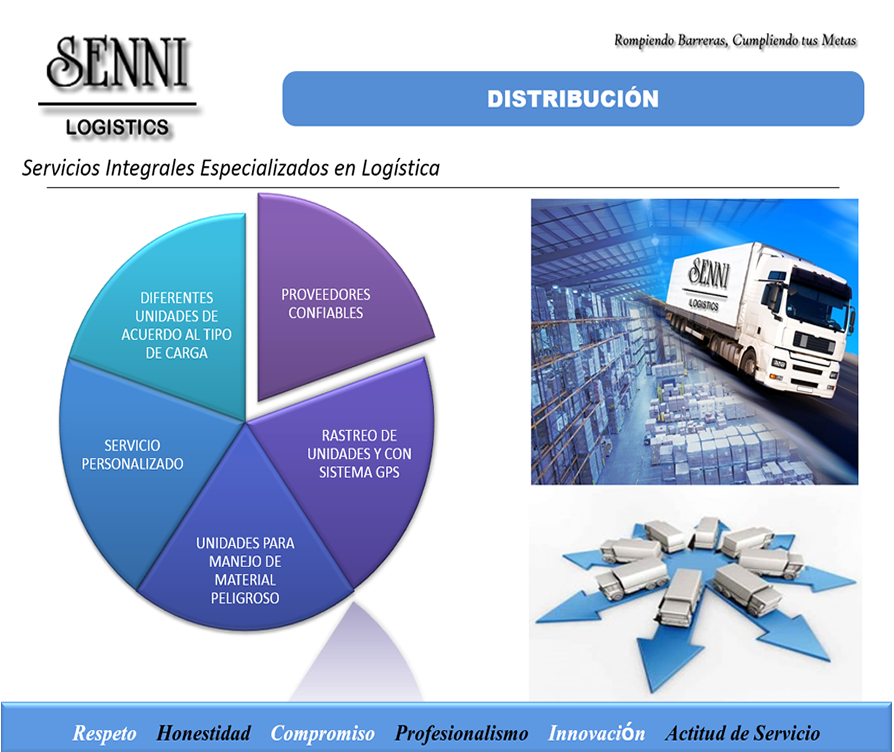 SENNI
LOGISTICS
Rompiendo Barreras, Cumpliendo tus Metas
DISTRIBUCIÓN
Servicios Integrales Especializados en Logística
DIFERENTES
UNIDADES DE
ACUERDO AL TIPO
DE CARGA
PROVEEDORES
CONFIABLES
RASTREO DE
UNIDADES Y CON
SISTEMA GPS
UNIDADES PARA
MANEJO DE
MATERIAL
PELIGROSO
SERVICIO
PERSONALIZADO
SENNI
LOGISTICS
Respeto Honestidad Compromiso Profesionalismo Innovación Actitud de Servicio